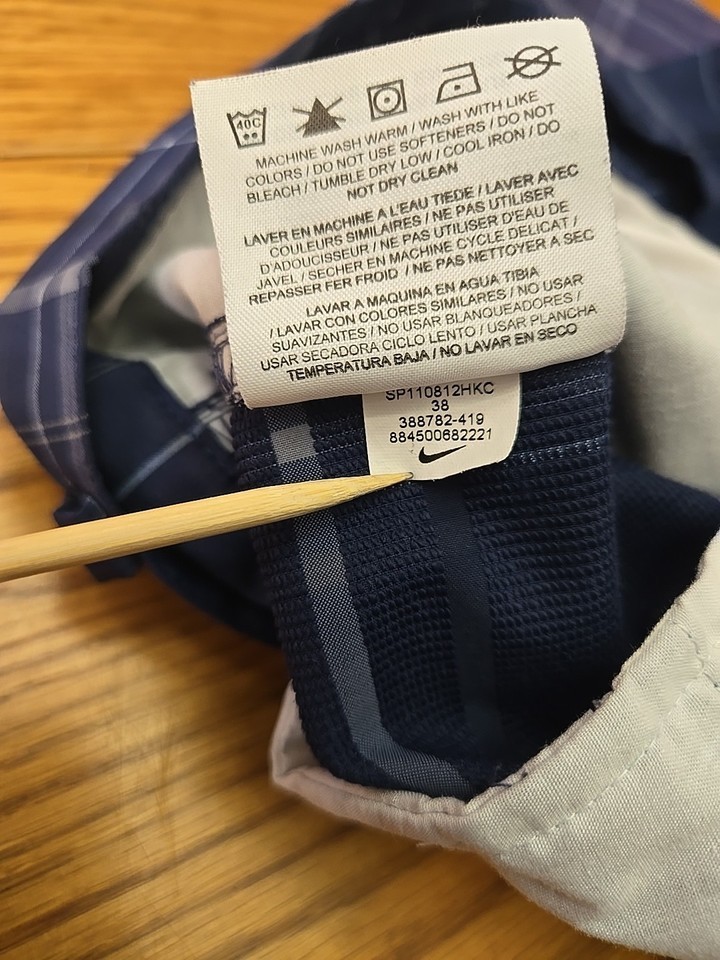 40C
MACHINE WASH WARM / WASH WITH LIKE
COLORS / DO NOT USE SOFTENERS / DO NOT
BLEACH / TUMBLE DRY LOW / COOL IRON / DO
NOT DRY CLEAN
LAVER EN MACHINE A L'EAU TIEDE / LAVER AVEC
COULEURS SIMILAIRES / NE PAS UTILISER
D'ADOUCISSEUR / NE PAS UTILISER D'EAU DE
JAVEL / SECHER EN MACHINE CYCLE DELICAT /
REPASSER FER FROID / NE PAS NETTOYER A SEC
LAVAR A MAQUINA EN AGUA TIBIA
/ LAVAR CON COLORES SIMILARES / NO USAR
SUAVIZANTES / NO USAR BLANQUEADORES /
USAR SECADORA CICLO LENTO / USAR PLANCHA
TEMPERATURA BAJA / NO LAVAR EN SECO
SP110812HKC
38
388782-419
884500682221